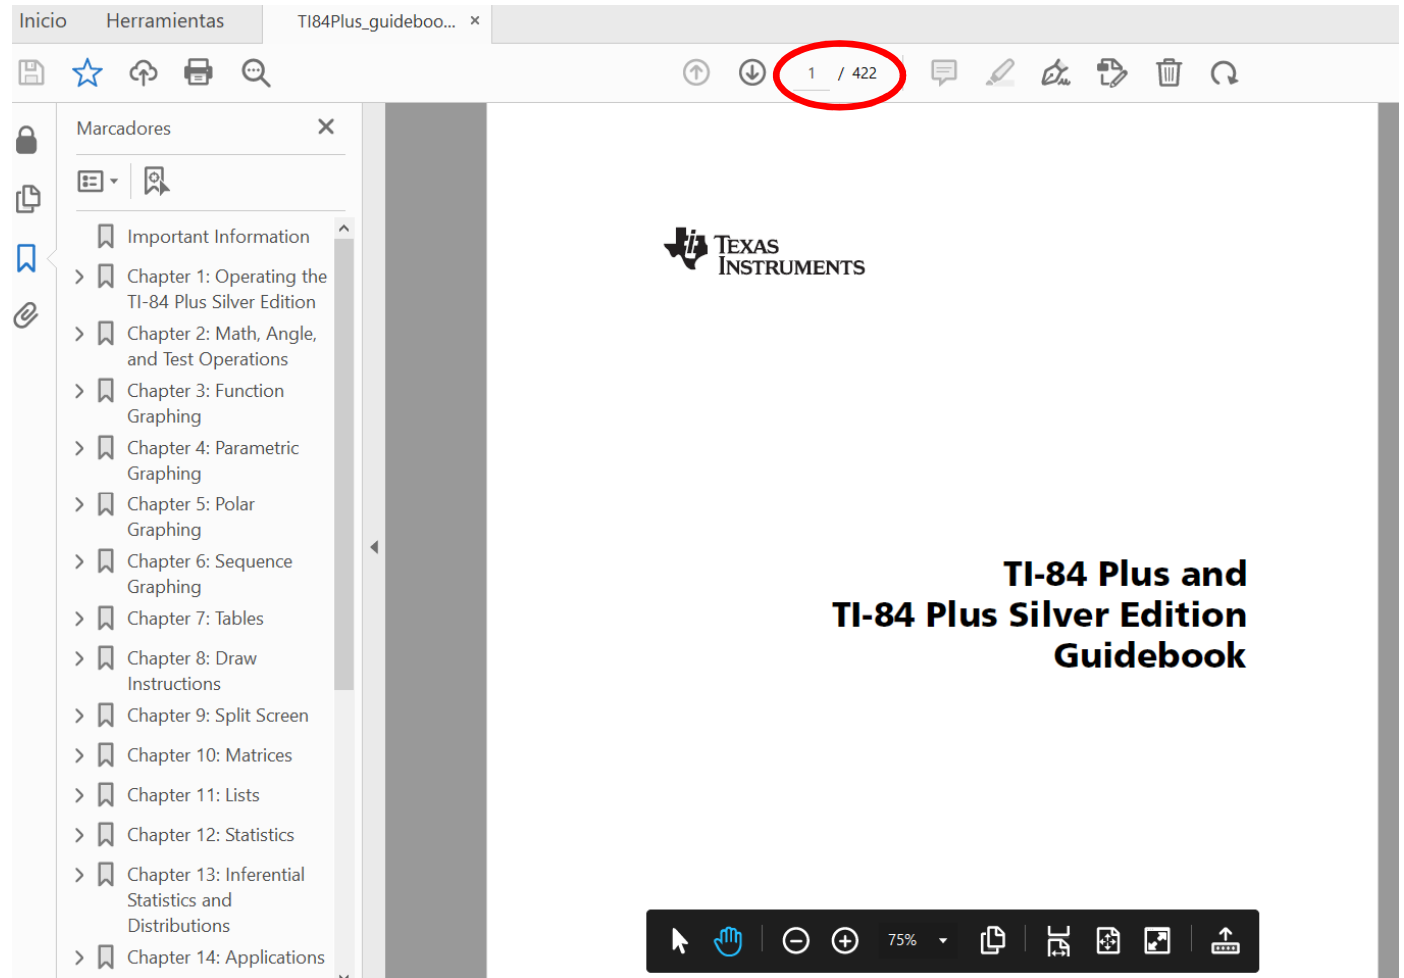 Inicio Herramientas TI84Plus_guideboo... ×
1 / 422
Marcadores
Important Information
Chapter 1: Operating the
TI-84 Plus Silver Edition
Chapter 2: Math, Angle,
and Test Operations
Chapter 3: Function
Graphing
Chapter 4: Parametric
Graphing
Chapter 5: Polar
Graphing
Chapter 6: Sequence
Graphing
Chapter 7: Tables
Chapter 8: Draw
Instructions
Chapter 9: Split Screen
Chapter 10: Matrices
Chapter 11: Lists
Chapter 12: Statistics
Chapter 13: Inferential
Statistics and
Distributions
Chapter 14: Applications
TEXAS
INSTRUMENTS
TI-84 Plus and
TI-84 Plus Silver Edition
Guidebook
75%